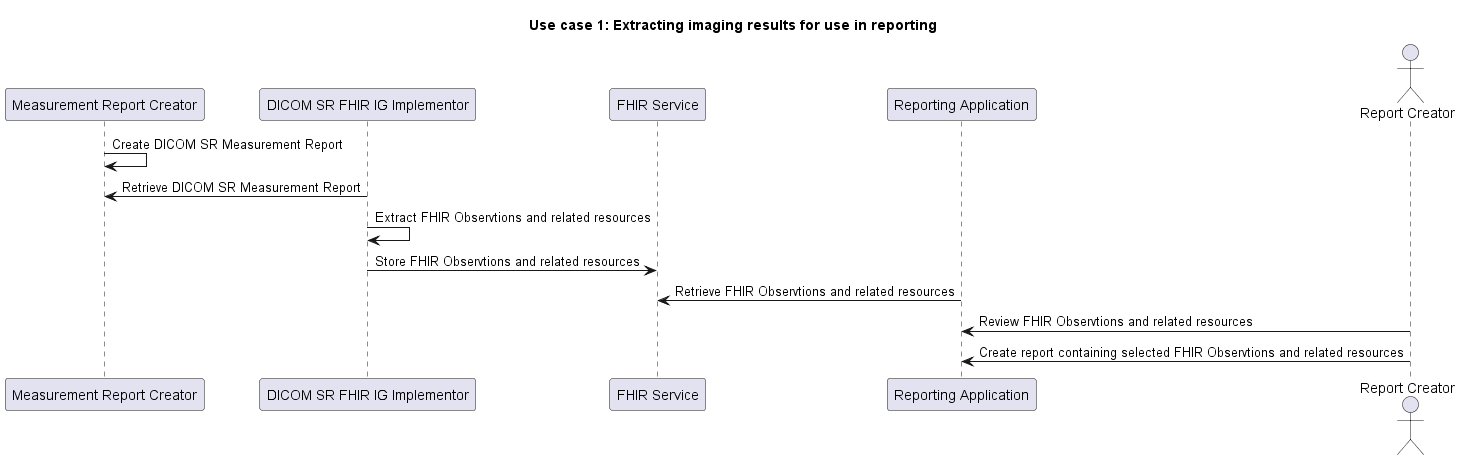 Use case 1: Extracting imaging results for use in reporting
Measurement Report Creator
DICOM SR FHIR IG Implementor
FHIR Service
Reporting Application
Report Creator
Create DICOM SR Measurement Report
Retrieve DICOM SR Measurement Report
Extract FHIR Observtions and related resources
Store FHIR Observtions and related resources
Retrieve FHIR Observtions and related resources
Review FHIR Observtions and related resources
Create report containing selected FHIR Observtions and related resources
Measurement Report Creator
DICOM SR FHIR IG Implementor
FHIR Service
Reporting Application
Report Creator